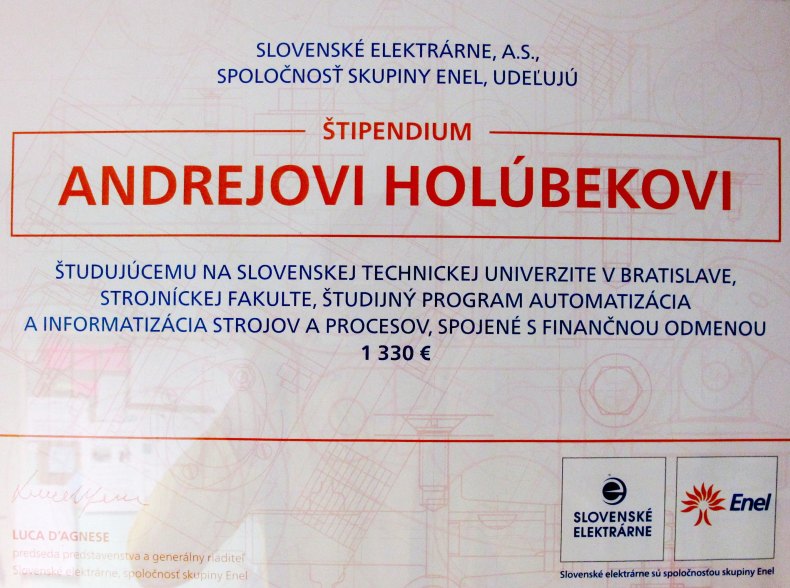 SLOVENSKÉ ELEKTRÁRNE, A.S.,
SPOLOČNOSŤ SKUPINY ENEL, UDEĽUJÚ
ŠTIPENDIUM
ANDREJOVI HOLÚBEKOVI
ŠTUDUJÚCEMU NA SLOVENSKEJ TECHNICKEJ UNIVERZITE V BRATISLAVE,
STROJNÍCKEJ FAKULTE, ŠTUDIJNÝ PROGRAM AUTOMATIZÁCIA
A INFORMATIZÁCIA STROJOV A PROCESOV, SPOJENÉ S FINANČNOU ODMENOU
1 330 €
LUCA D'AGNESE
predseda predstavenstva a generálny riaditeľ
Slovenské elektrárne, spoločnosť skupiny Enel
SLOVENSKÉ
ELEKTRÁRNE
Enel
Slovenské elektrárne sú spoločnosťou skupiny Enel